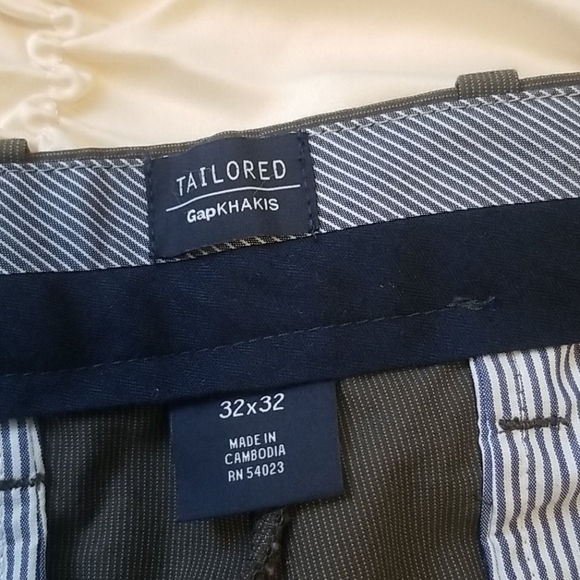 TAILORED
GapKHAKIS
32x32
MADE IN
CAMBODIA
RN 54023